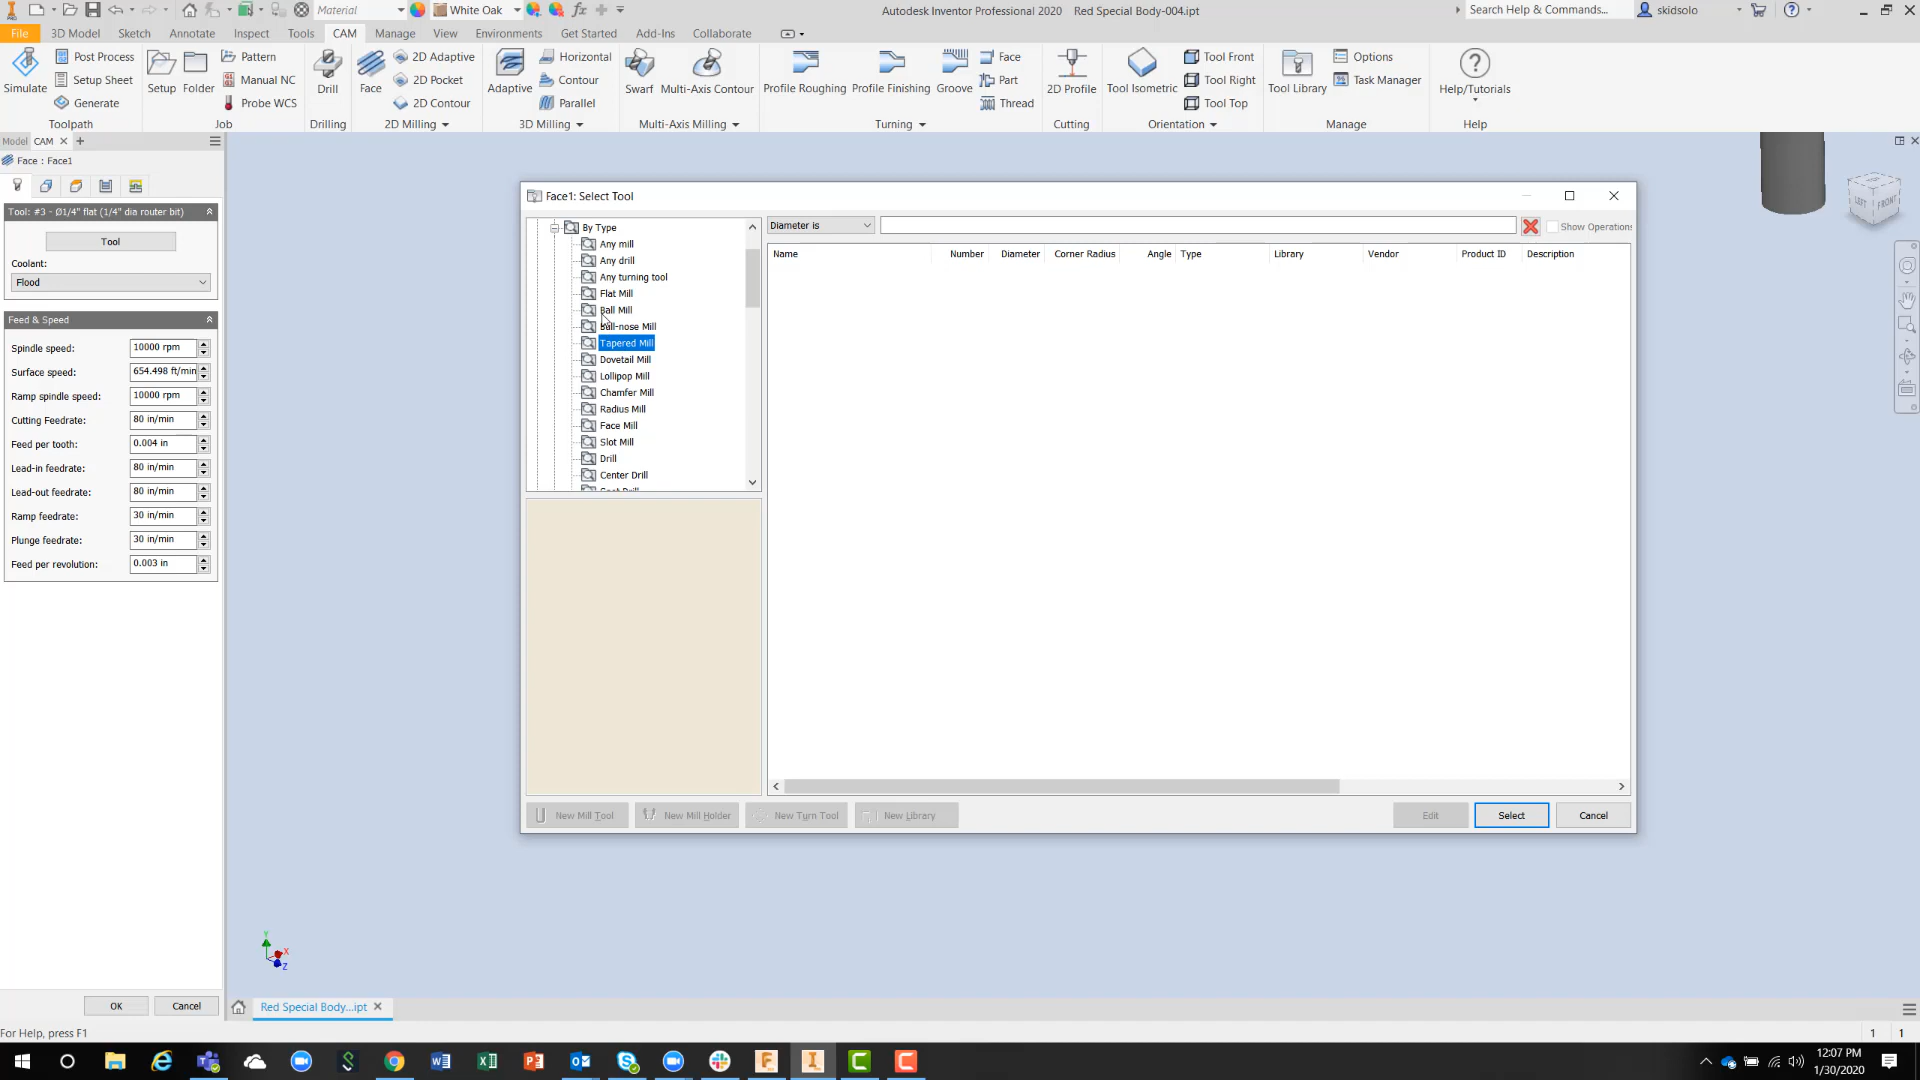 Material
White Oak
Autodesk Inventor Professional 2020 Red Special Body-004.ipt
Search Help & Commands...
skidsolo
File 3D Model Sketch Annotate Inspect Tools CAM Manage View Environments Get Started Add-Ins Collaborate
Simulate
Post Process
Setup Sheet
Generate
Toolpath
Setup
Folder
Pattern
Manual NC
Probe WCS
Job
Drill
Drilling
Face
2D Adaptive
2D Pocket
2D Contour
2D Milling
Adaptive
Horizontal
Contour
Parallel
3D Milling
Swarf
Multi-Axis Contour
Multi-Axis Milling
Profile Roughing
Profile Finishing
Groove
Face
Part
Thread
Turning
2D Profile
Cutting
Tool Isometric
Tool Front
Tool Right
Tool Top
Orientation
Tool Library
Options
Task Manager
Manage
Help/Tutorials
Help
Model CAM
Face : Face1
Tool: #3 - Ø1/4" flat (1/4" dia router bit)
Tool
Coolant:
Flood
Feed & Speed
Spindle speed: 10000 rpm
Surface speed: 654.498 ft/min
Ramp spindle speed: 10000 rpm
Cutting Feedrate: 80 in/min
Feed per tooth: 0.004 in
Lead-in feedrate: 80 in/min
Lead-out feedrate: 80 in/min
Ramp feedrate: 30 in/min
Plunge feedrate: 30 in/min
Feed per revolution: 0.003 in
OK Cancel
Face1: Select Tool
By Type
Any mill
Any drill
Any turning tool
Flat Mill
Ball Mill
Bull-nose Mill
Tapered Mill
Dovetail Mill
Lollipop Mill
Chamfer Mill
Radius Mill
Face Mill
Slot Mill
Drill
Center Drill
Diameter is
Show Operations
Name Number Diameter Corner Radius Angle Type Library Vendor Product ID Description
New Mill Tool New Mill Holder New Turn Tool New Library Edit Select Cancel
LEFT FRONT
Y
X
Z
Red Special Body...ipt
For Help, press F1
1 1
12:07 PM
1/30/2020